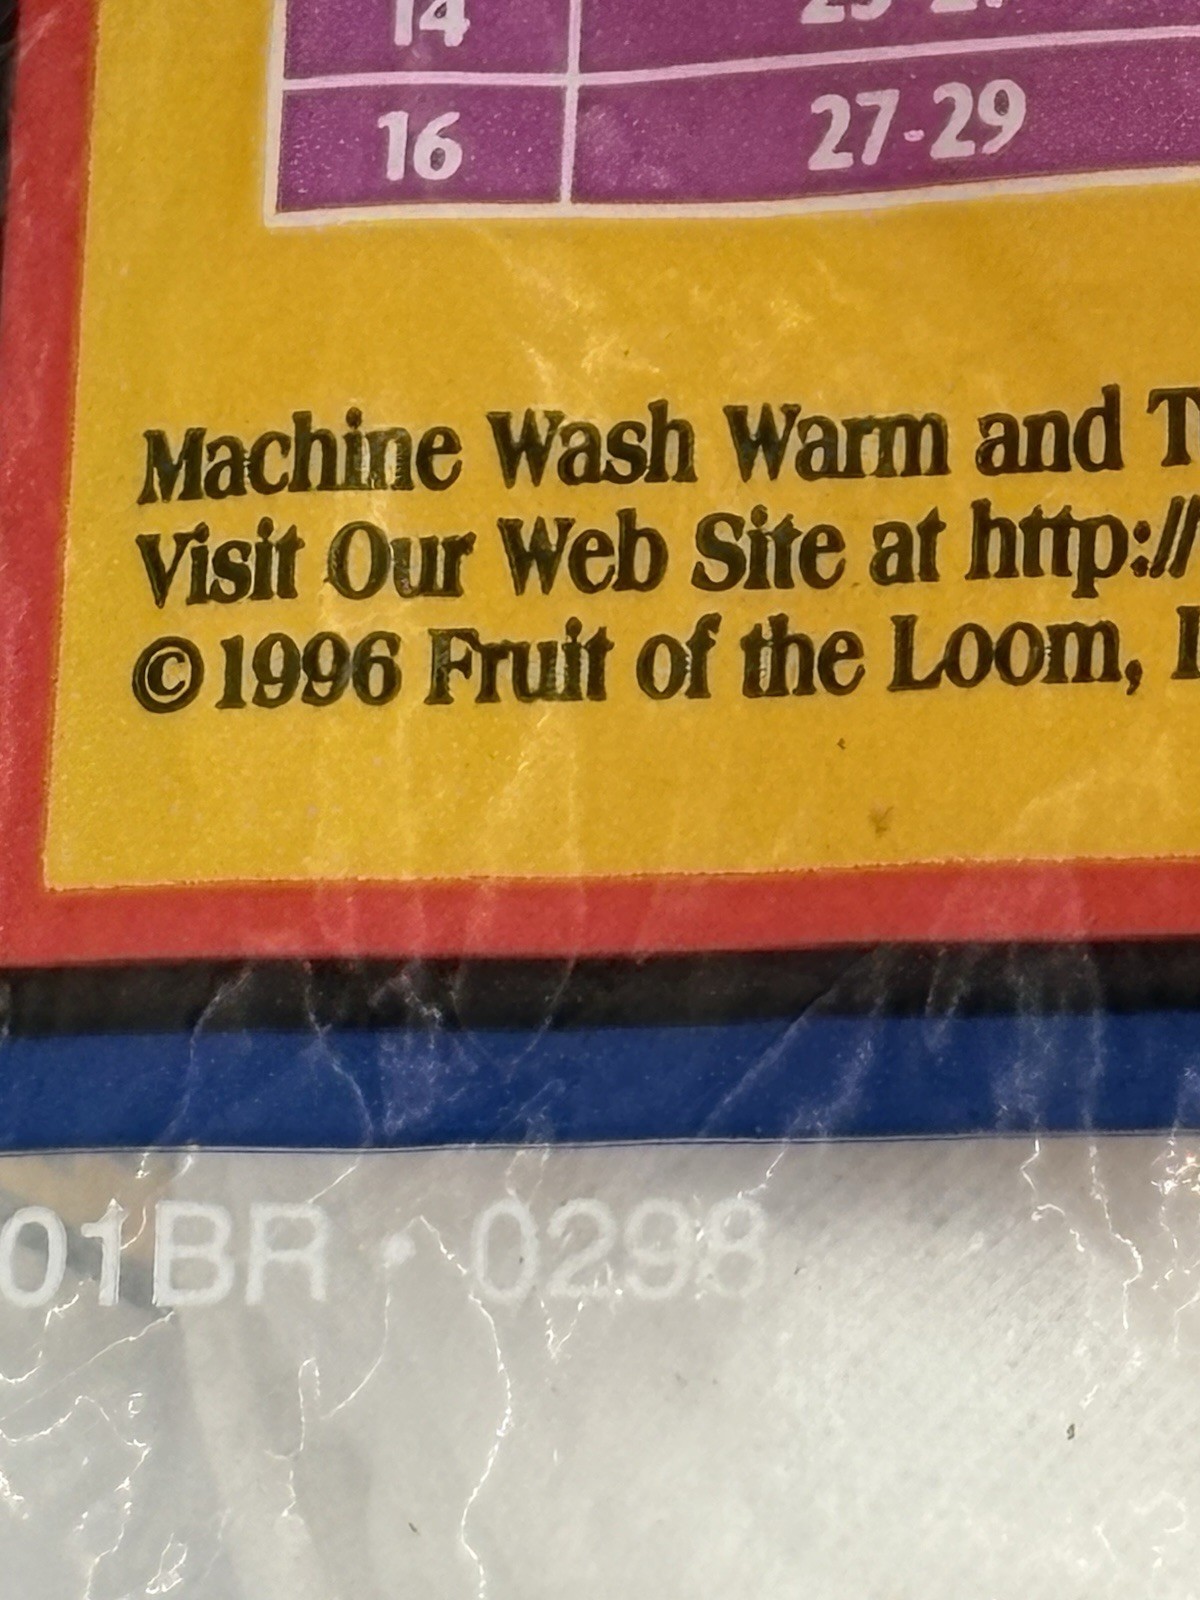 14
16 27-29
Machine Wash Warm and T
Visit Our Web Site at http://
©1996 Fruit of the Loom, I
01BR • 0298